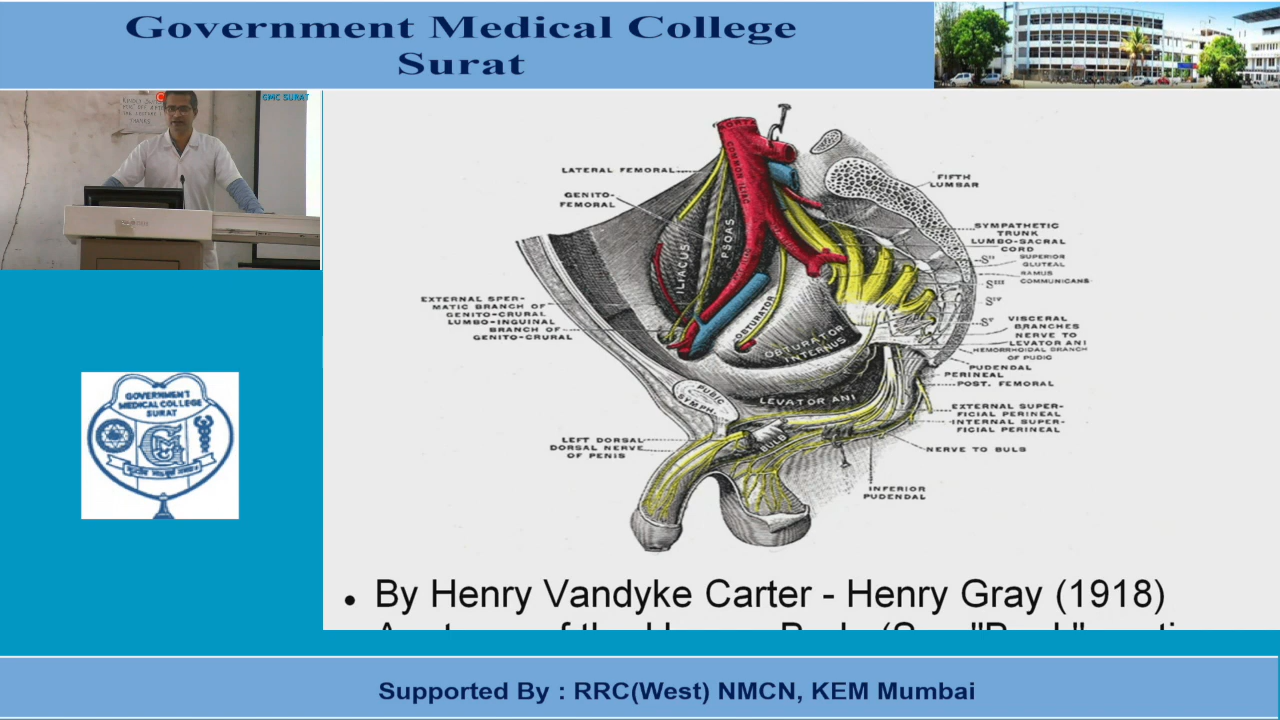 Government Medical College
Surat
THANKS
GMC SURAT
GOVERNMENT
MEDICAL COLLEGE
SURAT
AORTA
COMMON ILIAC
LATERAL FEMORAL
GENITO-
FEMORAL
ILIACUS
PSOAS
FIFTH
LUMBAR
SYMPATHETIC
TRUNK
LUMBO-SACRAL
CORD
SUPERIOR
GLUTEAL
RAMUS
COMMUNICANS
EXTERNAL SPER-
MATIC BRANCH OF
GENITO-CRURAL
LUMBO-INGUINAL
BRANCH OF
GENITO-CRURAL
OBTURATOR
OBTURATOR
INTERNUS
VISCERAL
BRANCHES
NERVE TO
LEVATOR ANI
HEMORRHOIDAL BRANCH
OF PUDIC
PUDENDAL
PERINEAL
POST. FEMORAL
PUBIC
SYMPH.
LEVATOR ANI
EXTERNAL SUPER-
FICIAL PERINEAL
INTERNAL SUPER-
FICIAL PERINEAL
LEFT DORSAL
DORSAL NERVE
OF PENIS
BULB
NERVE TO BULB
INFERIOR
PUDENDAL
• By Henry Vandyke Carter - Henry Gray (1918)
Supported By : RRC(West) NMCN, KEM Mumbai